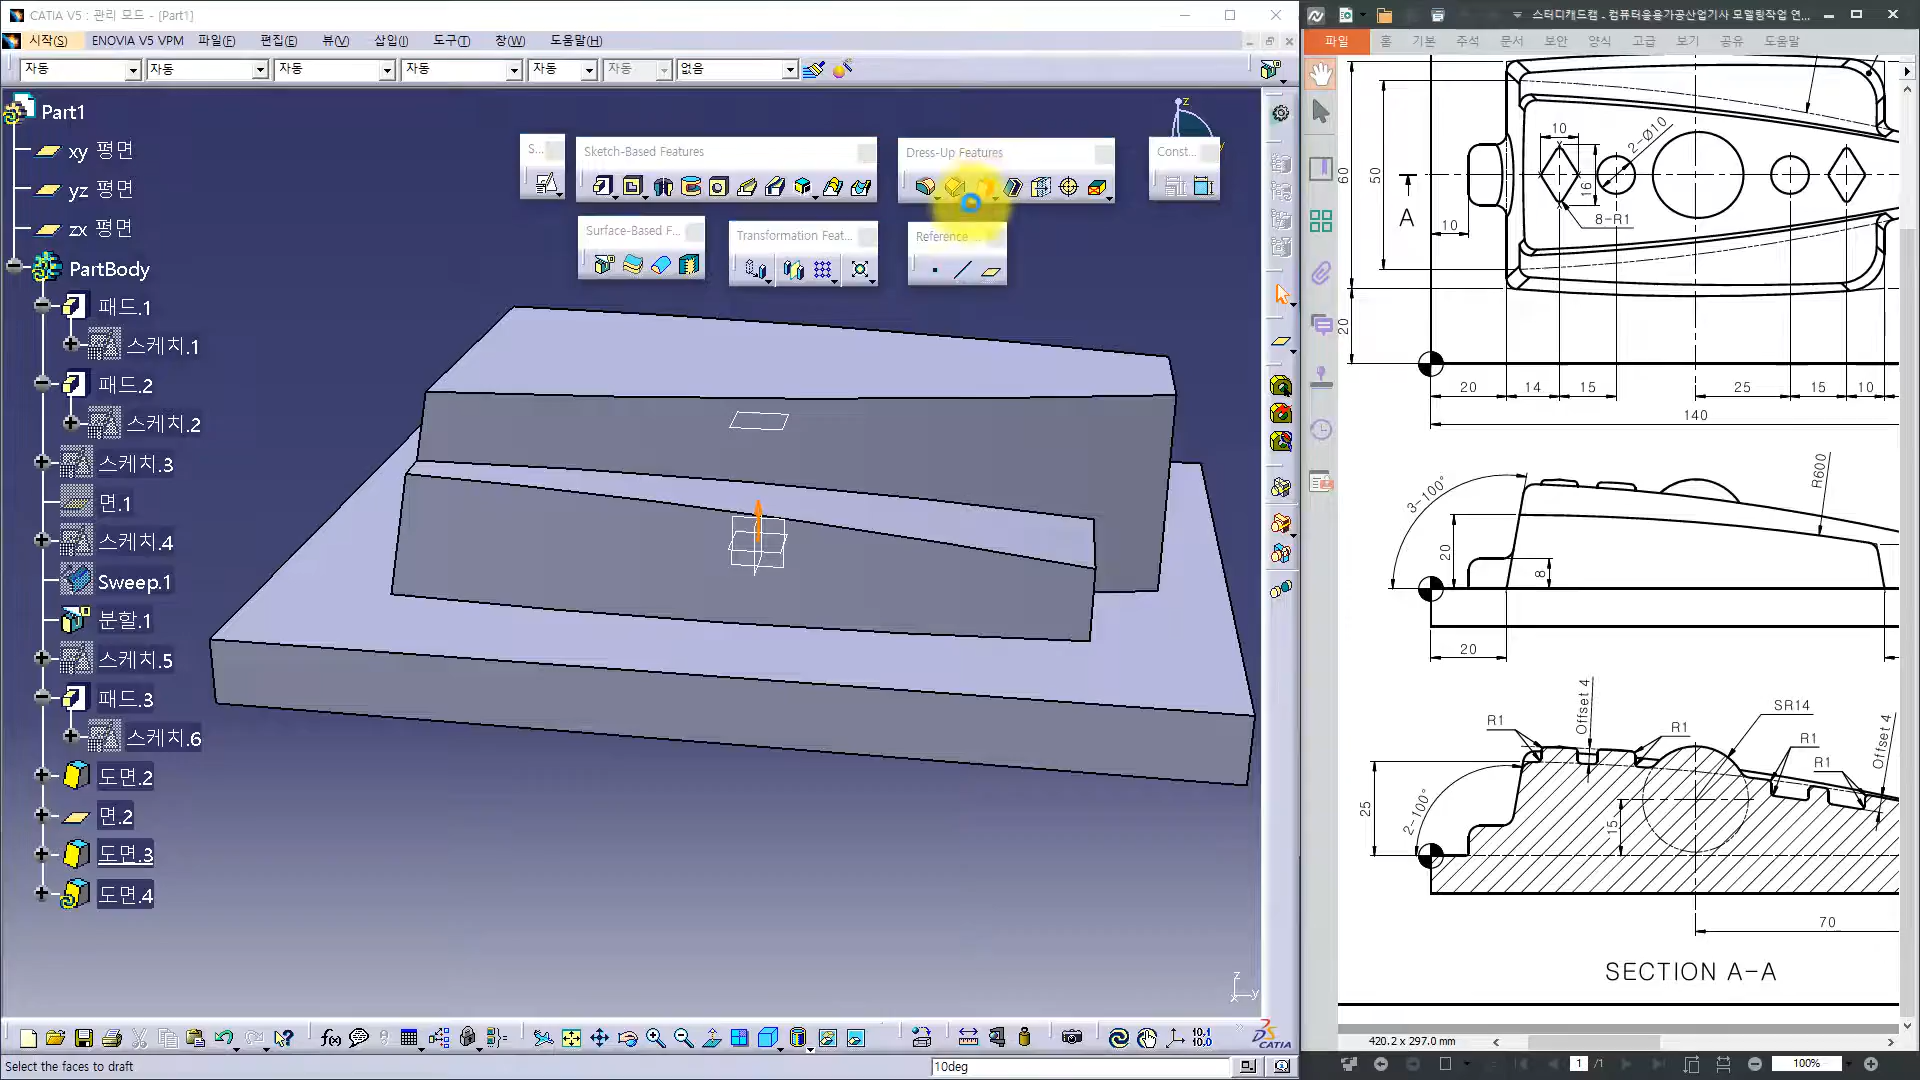 CATIA V5 : 관리 모드 - [Part1]
시작(S) ENOVIA V5 VPM 파일(F) 편집(E) 뷰(V) 삽입(I) 도구(T) 창(W) 도움말(H)
자동 자동 자동 자동 자동 자동 없음
Part1
xy 평면
yz 평면
zx 평면
PartBody
패드.1
스케치.1
패드.2
스케치.2
스케치.3
면.1
스케치.4
Sweep.1
분할.1
스케치.5
패드.3
스케치.6
도면.2
면.2
도면.3
도면.4
S...
Sketch-Based Features
Dress-Up Features
Const...
Surface-Based F...
Transformation Feat...
Reference
z
z
y
x
10.1
10.0
CATIA
Select the faces to draft
10deg
스터디캐드캠 - 컴퓨터응용가공산업기사 모델링작업 연...
파일 홈 기본 주석 문서 보안 양식 고급 보기 공유 도움말
60
50
10
2-Ø10
16
8-R1
A
10
20
20 14 15 25 15 10
140
3-100°
R600
20
8
20
Offset 4
SR14
R1
R1
R1
R1
Offset 4
25
2-100°
15
70
SECTION A-A
420.2 x 297.0 mm
1 /1
100%